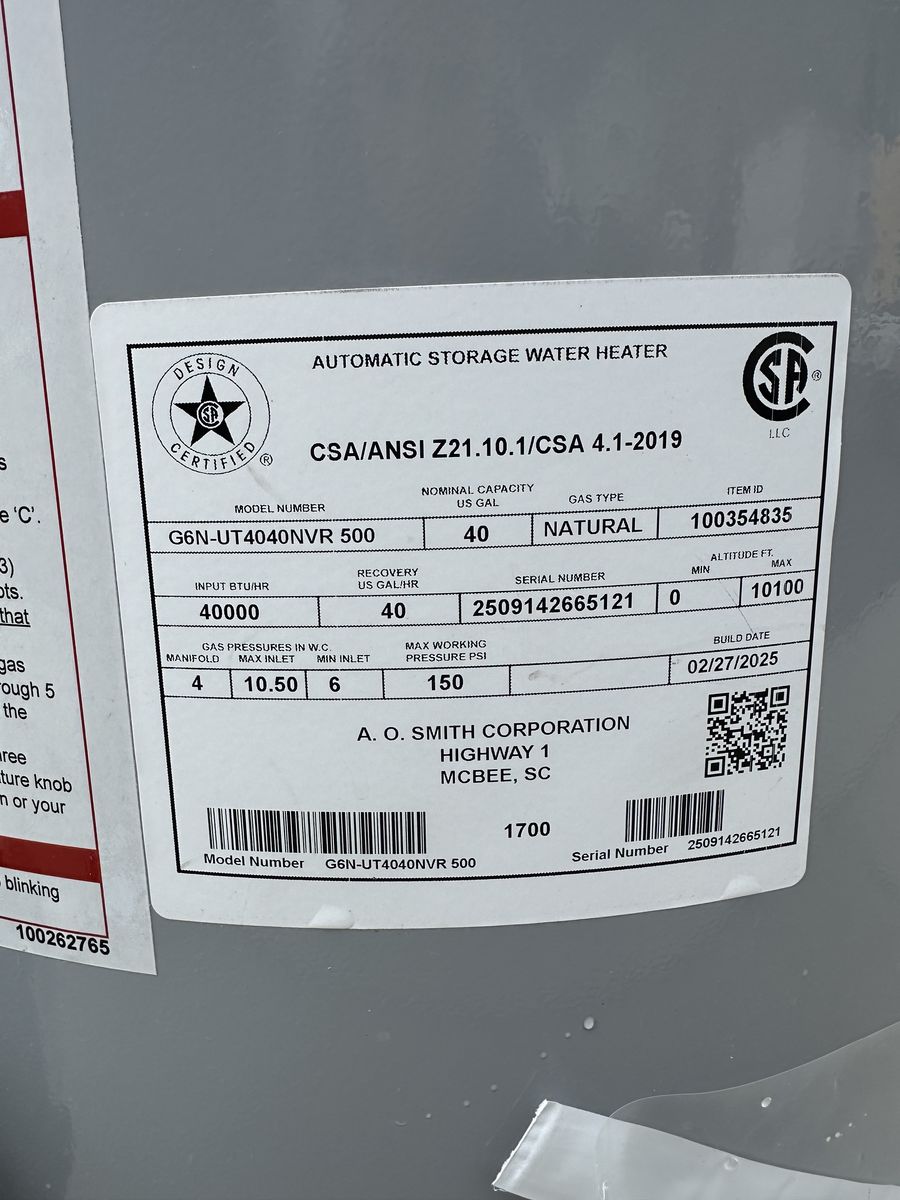 s
e 'C'.
3)
ots.
that
gas
rough 5
the
ree
ture knob
n or your
blinking
100262765
DESIGN
CERTIFIED
®
AUTOMATIC STORAGE WATER HEATER
CSA
®
LLC
CSA/ANSI Z21.10.1/CSA 4.1-2019
MODEL NUMBER NOMINAL CAPACITY US GAL GAS TYPE ITEM ID
G6N-UT4040NVR 500 40 NATURAL 100354835
INPUT BTU/HR RECOVERY US GAL/HR SERIAL NUMBER ALTITUDE FT. MIN MAX
40000 40 2509142665121 0 10100
GAS PRESSURES IN W.C. MAX WORKING BUILD DATE
MANIFOLD MAX INLET MIN INLET PRESSURE PSI
4 10.50 6 150 02/27/2025
A. O. SMITH CORPORATION
HIGHWAY 1
MCBEE, SC
1700
Model Number G6N-UT4040NVR 500 Serial Number 2509142665121